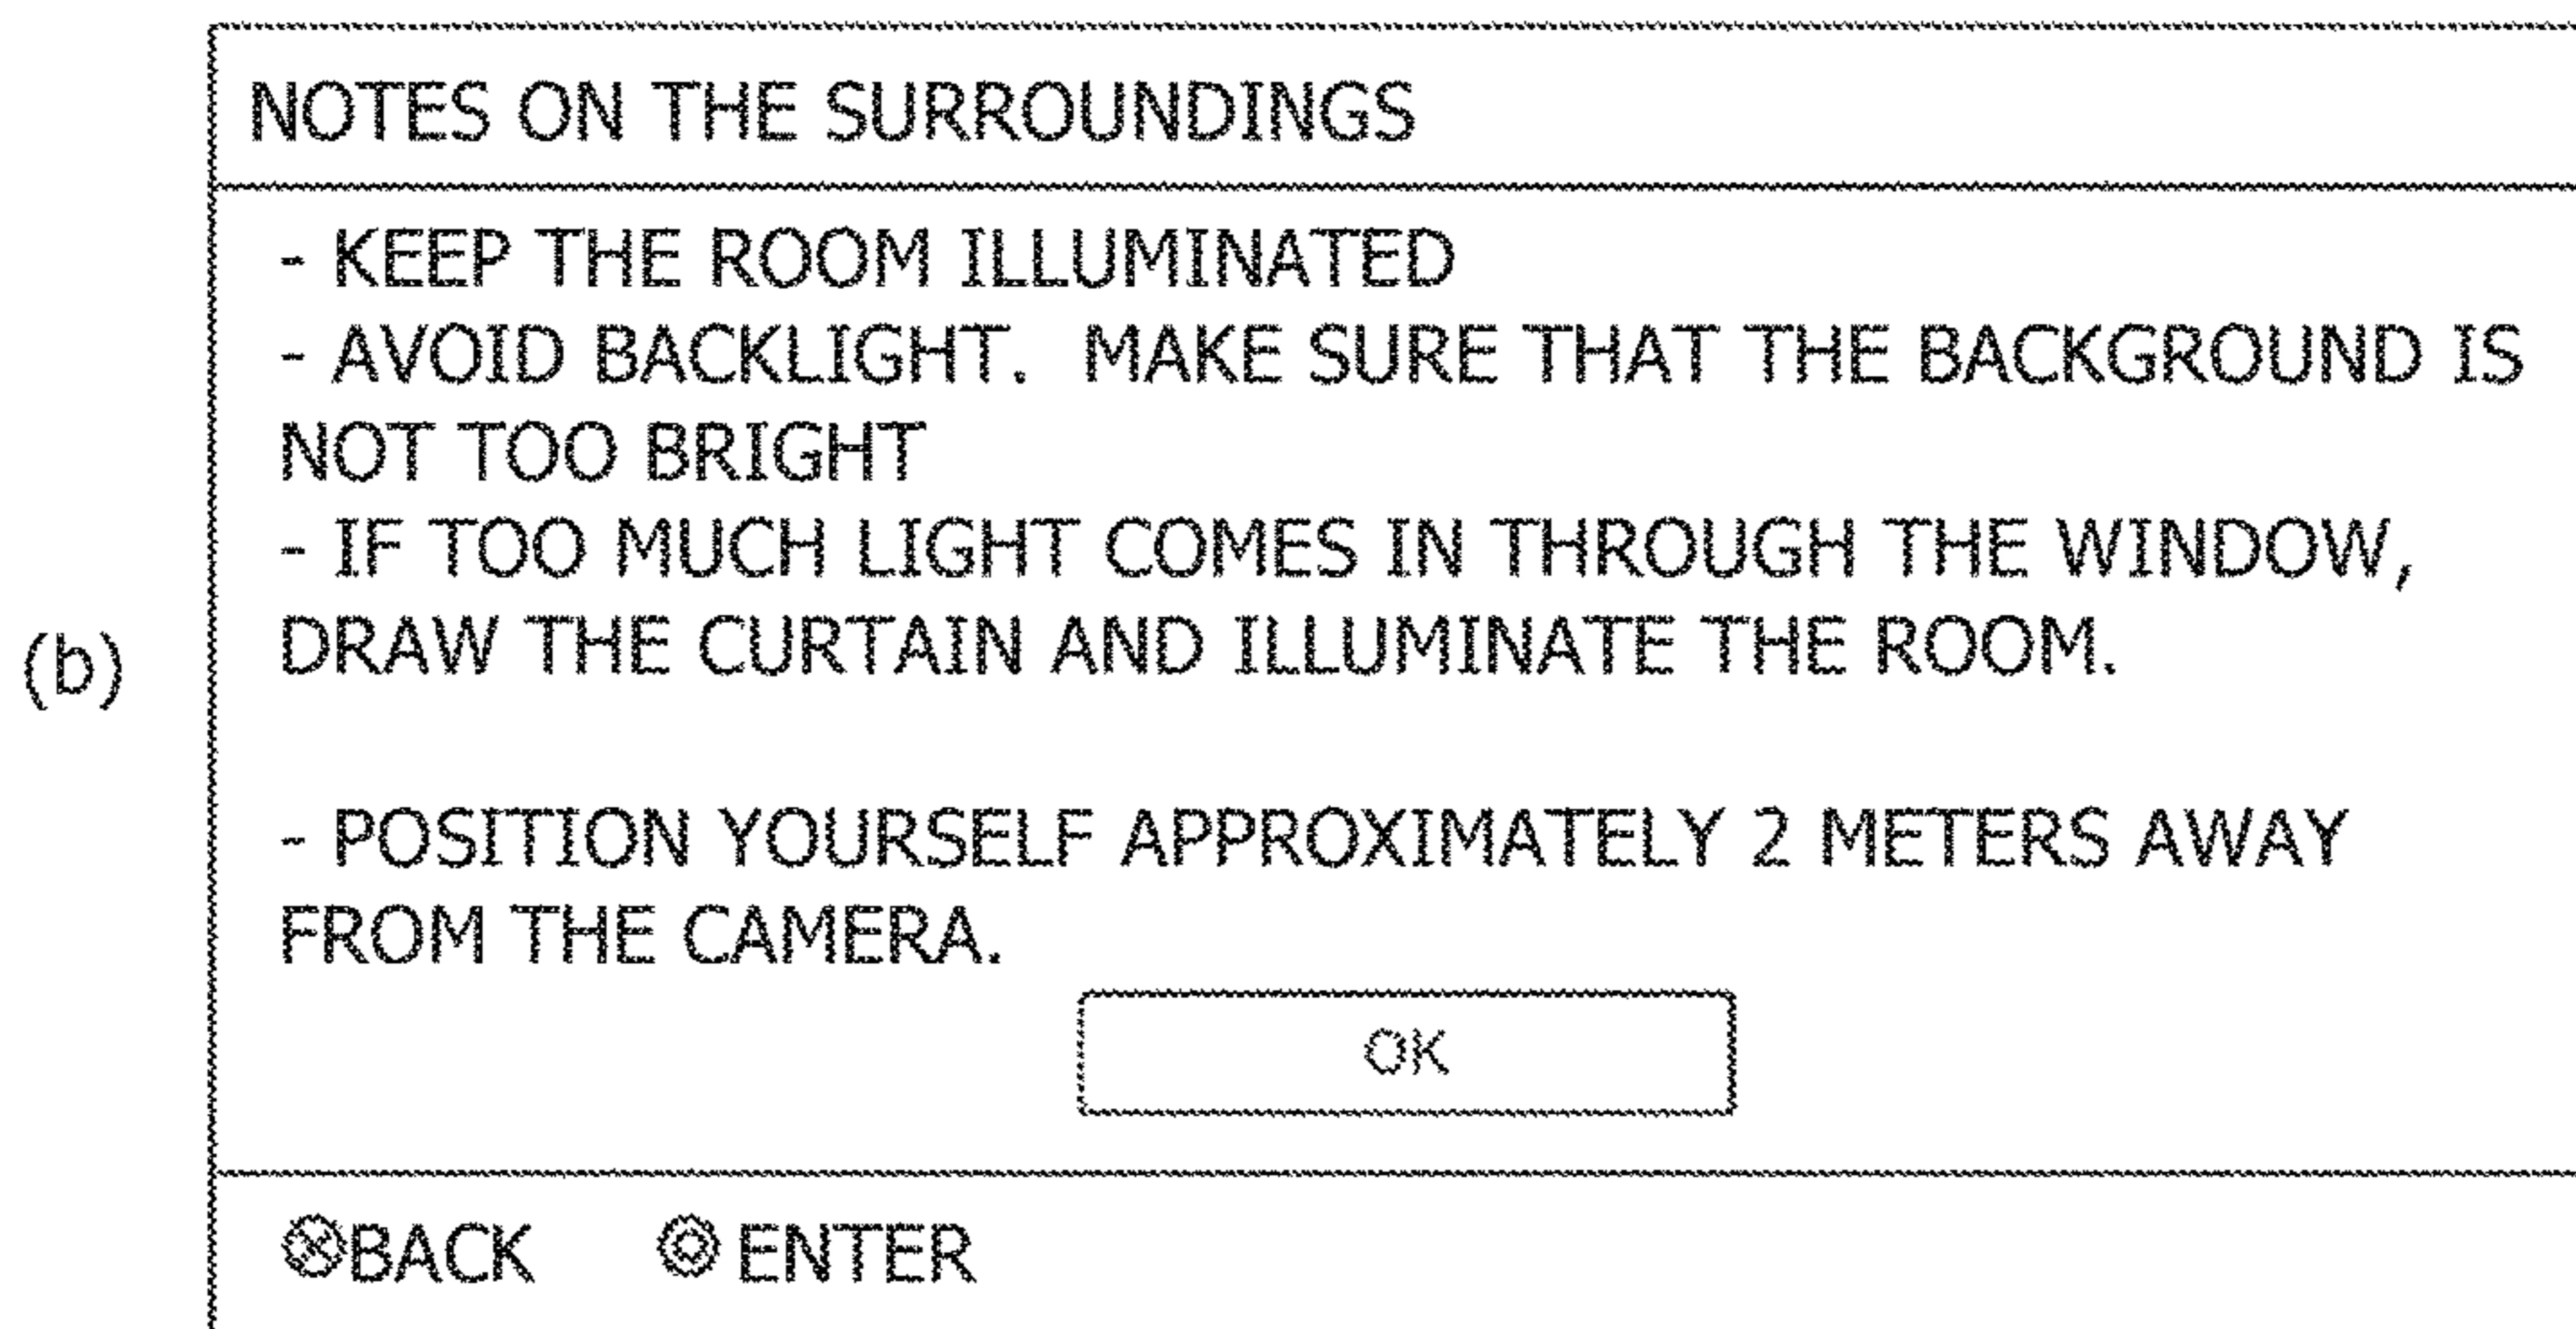 NOTES ON THE SURROUNDINGS
- KEEP THE ROOM ILLUMINATED
- AVOID BACKLIGHT. MAKE SURE THAT THE BACKGROUND IS
NOT TOO BRIGHT
- IF TOO MUCH LIGHT COMES IN THROUGH THE WINDOW,
(b)
DRAW THE CURTAIN AND ILLUMINATE THE ROOM.
- POSITION YOURSELF APPROXIMATELY 2 METERS AWAY
FROM THE CAMERA.
OK
BACK ENTER